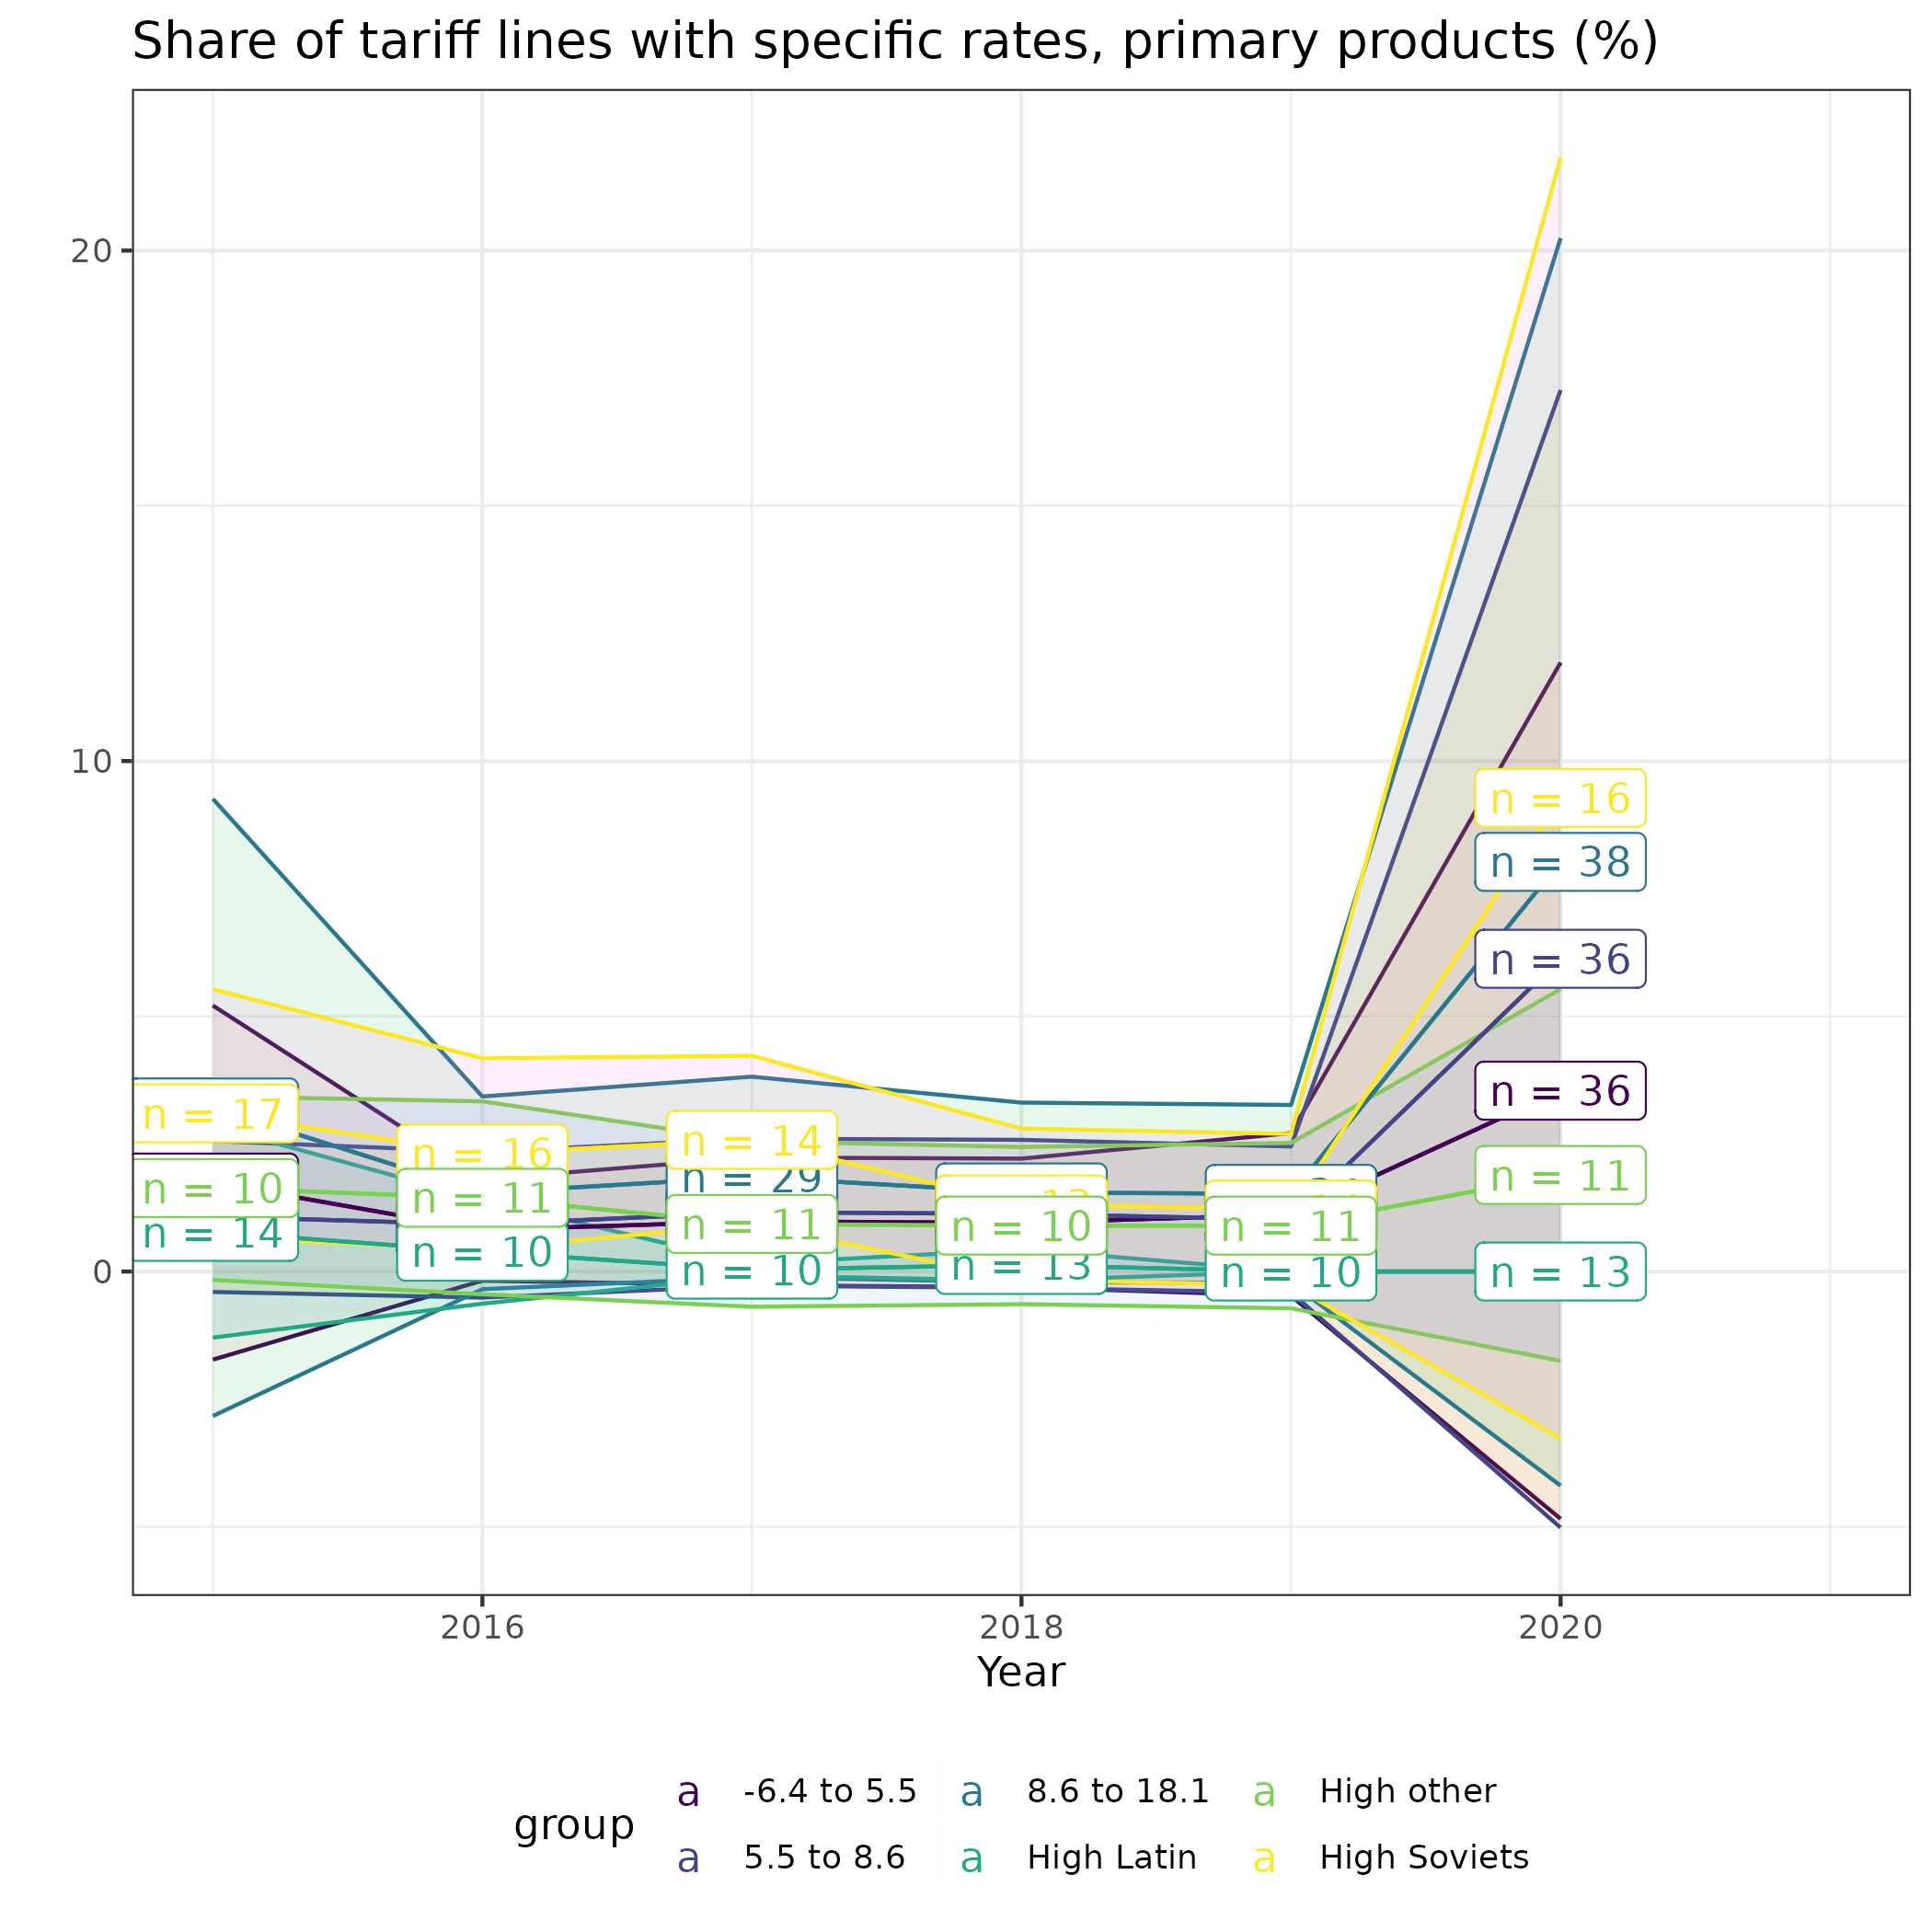 Share of tariff lines with specific rates, primary products (%)
20
10
0
n = 17
n = 10
n = 14
n = 16
n = 11
n = 10
n = 14
n = 29
n = 11
n = 10
n = 10
n = 13
n = 11
n = 10
n = 16
n = 38
n = 36
n = 36
n = 11
n = 13
2016 2018 2020
Year
group
a -6.4 to 5.5 a 8.6 to 18.1 a High other
a 5.5 to 8.6 a High Latin a High Soviets